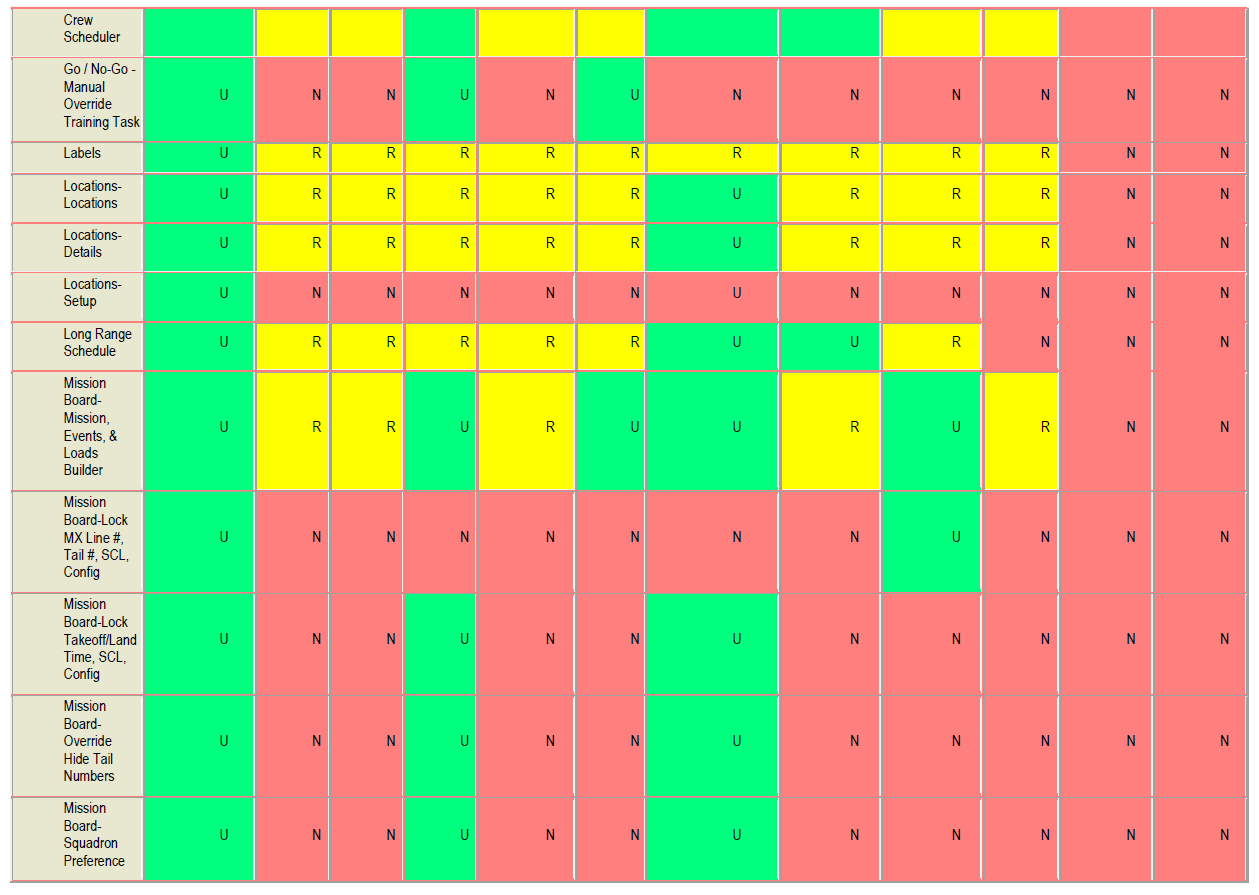 Crew
Scheduler
Go / No-Go -
Manual
Override
Training Task
U N N U N U N N N N N N
Labels U R R R R R R R R R N N
Locations-
Locations
U R R R R R U R R R N N
Locations-
Details
U R R R R R U R R R N N
Locations-
Setup
U N N N N N U N N N N N
Long Range
Schedule
U R R R R R U U R N N N
Mission
Board-
Mission,
Events, &
Loads
Builder
U R R U R U U R U R N N
Mission
Board-Lock
MX Line #,
Tail #, SCL,
Config
U N N N N N N N U N N N
Mission
Board-Lock
Takeoff/Land
Time, SCL,
Config
U N N U N N U N N N N N
Mission
Board-
Override
Hide Tail
Numbers
U N N U N N U N N N N N
Mission
Board-
Squadron
Preference
U N N U N N U N N N N N